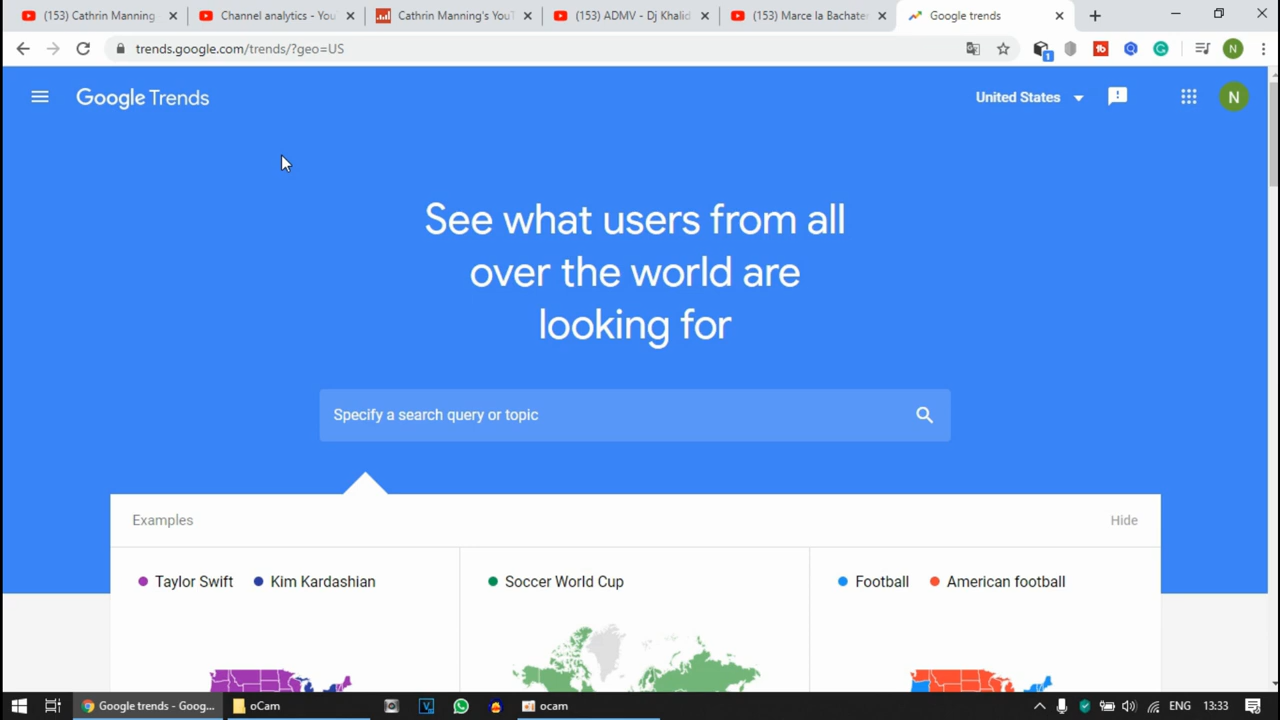 (153) Cathrin Manning
Channel analytics - You
Cathrin Manning's YouT
(153) ADMV - Dj Khalid
(153) Marce la Bachater
Google trends
trends.google.com/trends/?geo=US
1
N
Google Trends
United States
N
See what users from all
over the world are
looking for
Specify a search query or topic
Examples
Hide
Taylor Swift
Kim Kardashian
Soccer World Cup
Football
American football
Google trends - Goog...
oCam
ocam
ENG
13:33